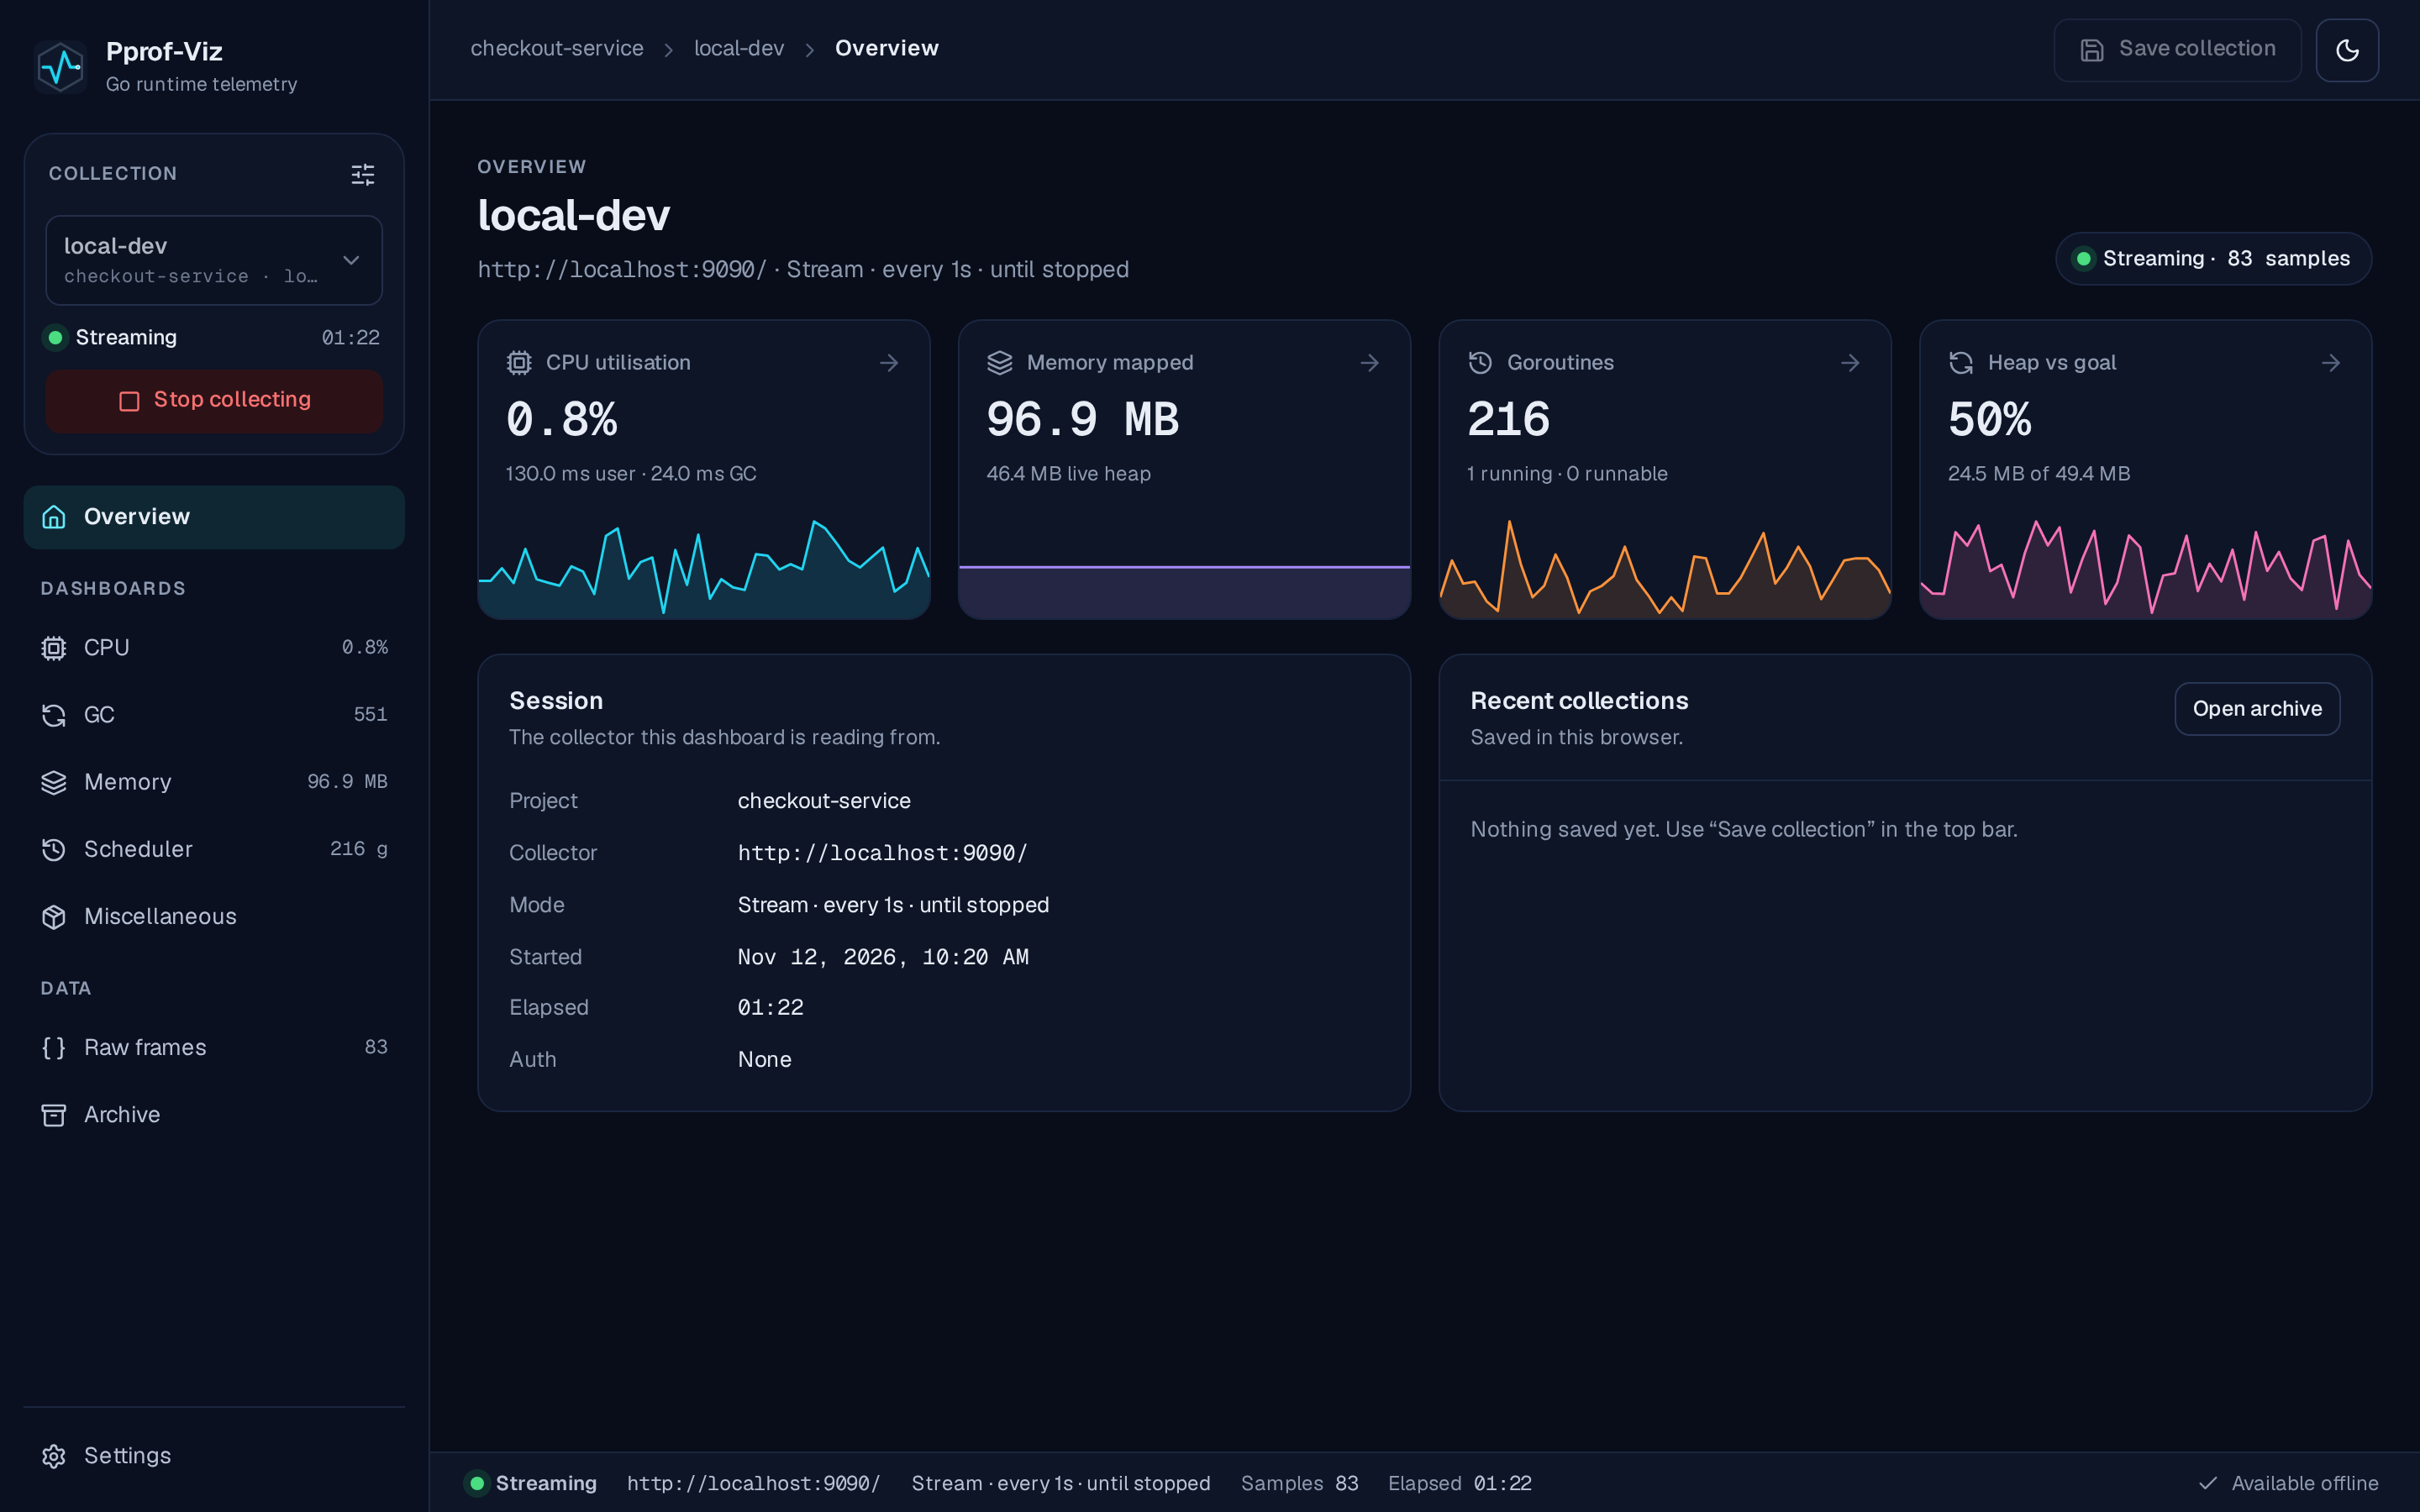 Pprof-Viz
Go runtime telemetry
COLLECTION
local-dev
checkout-service · lo…
Streaming 01:22
Stop collecting
Overview
DASHBOARDS
CPU 0.8%
GC 551
Memory 96.9 MB
Scheduler 216 g
Miscellaneous
DATA
Raw frames 83
Archive
Settings
checkout-service > local-dev > Overview
Save collection
OVERVIEW
local-dev
http://localhost:9090/ · Stream · every 1s · until stopped
Streaming · 83 samples
CPU utilisation
0.8%
130.0 ms user · 24.0 ms GC
Memory mapped
96.9 MB
46.4 MB live heap
Goroutines
216
1 running · 0 runnable
Heap vs goal
50%
24.5 MB of 49.4 MB
Session
The collector this dashboard is reading from.
Project checkout-service
Collector http://localhost:9090/
Mode Stream · every 1s · until stopped
Started Nov 12, 2026, 10:20 AM
Elapsed 01:22
Auth None
Recent collections
Saved in this browser.
Open archive
Nothing saved yet. Use “Save collection” in the top bar.
Streaming http://localhost:9090/ Stream · every 1s · until stopped Samples 83 Elapsed 01:22 Available offline